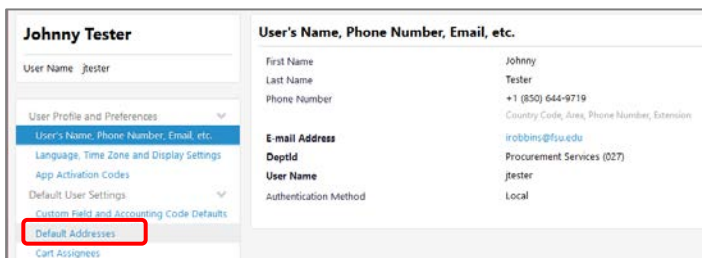 Johnny Tester
User Name jtester
User Profile and Preferences
User's Name, Phone Number, Email, etc.
Language, Time Zone and Display Settings
App Activation Codes
Default User Settings
Custom Field and Accounting Code Defaults
Default Addresses
Cart Assignees
User's Name, Phone Number, Email, etc.
First Name Johnny
Last Name Tester
Phone Number +1 (850) 644-9719
Country Code, Area, Phone Number, Extension
E-mail Address irobbins@fsu.edu
DeptId Procurement Services (027)
User Name jtester
Authentication Method Local